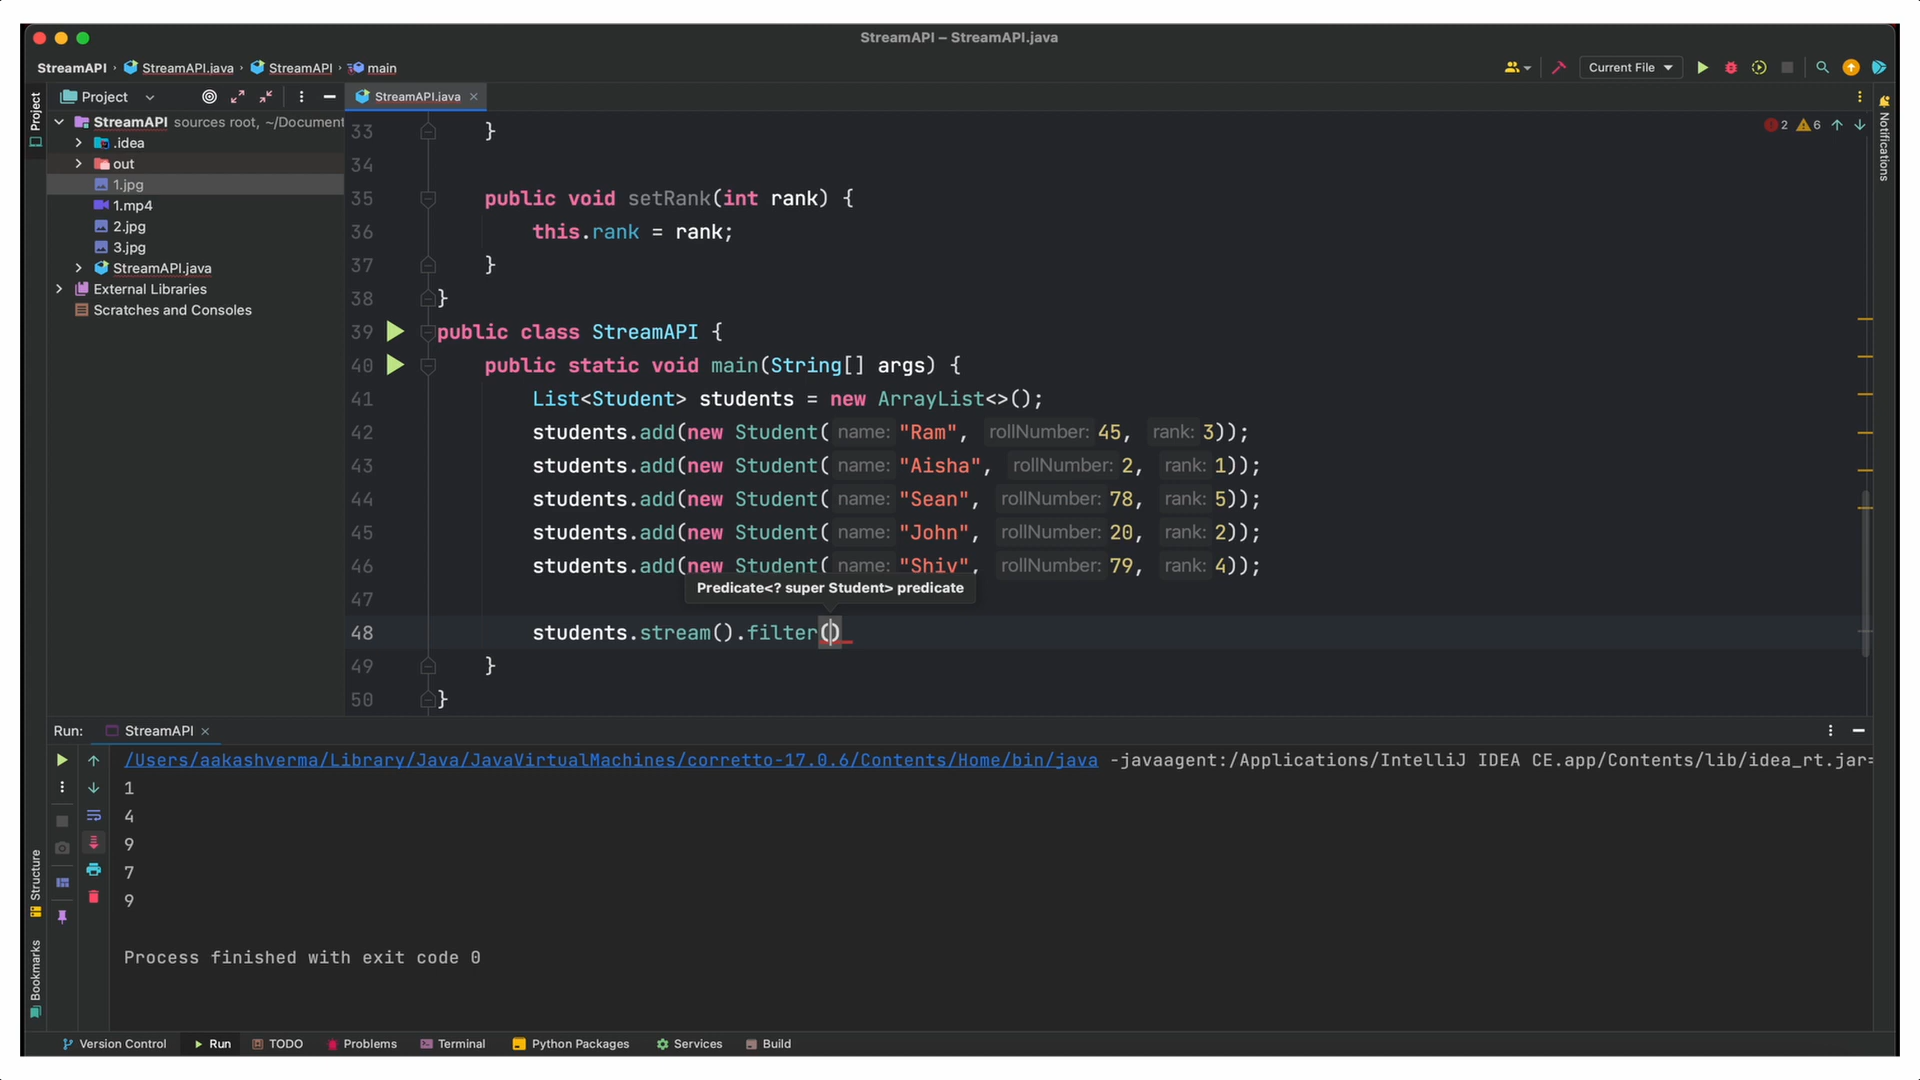 StreamAPI – StreamAPI.java
StreamAPI › StreamAPI.java › StreamAPI › main
Current File
Project
Project
StreamAPI.java
StreamAPI sources root, ~/Document
.idea
out
1.jpg
1.mp4
2.jpg
3.jpg
StreamAPI.java
External Libraries
Scratches and Consoles
2 6
Notifications
33 }
34
35 public void setRank(int rank) {
36 this.rank = rank;
37 }
38 }
39 public class StreamAPI {
40 public static void main(String[] args) {
41 List<Student> students = new ArrayList<>();
42 students.add(new Student( name: "Ram", rollNumber: 45, rank: 3));
43 students.add(new Student( name: "Aisha", rollNumber: 2, rank: 1));
44 students.add(new Student( name: "Sean", rollNumber: 78, rank: 5));
45 students.add(new Student( name: "John", rollNumber: 20, rank: 2));
46 students.add(new Student( name: "Shiv", rollNumber: 79, rank: 4));
Predicate<? super Student> predicate
47
48 students.stream().filter()
49 }
50 }
Run: StreamAPI
/Users/aakashverma/Library/Java/JavaVirtualMachines/corretto-17.0.6/Contents/Home/bin/java -javaagent:/Applications/IntelliJ IDEA CE.app/Contents/lib/idea_rt.jar=
1
4
9
7
9
Process finished with exit code 0
Structure
Bookmarks
Version Control Run TODO Problems Terminal Python Packages Services Build